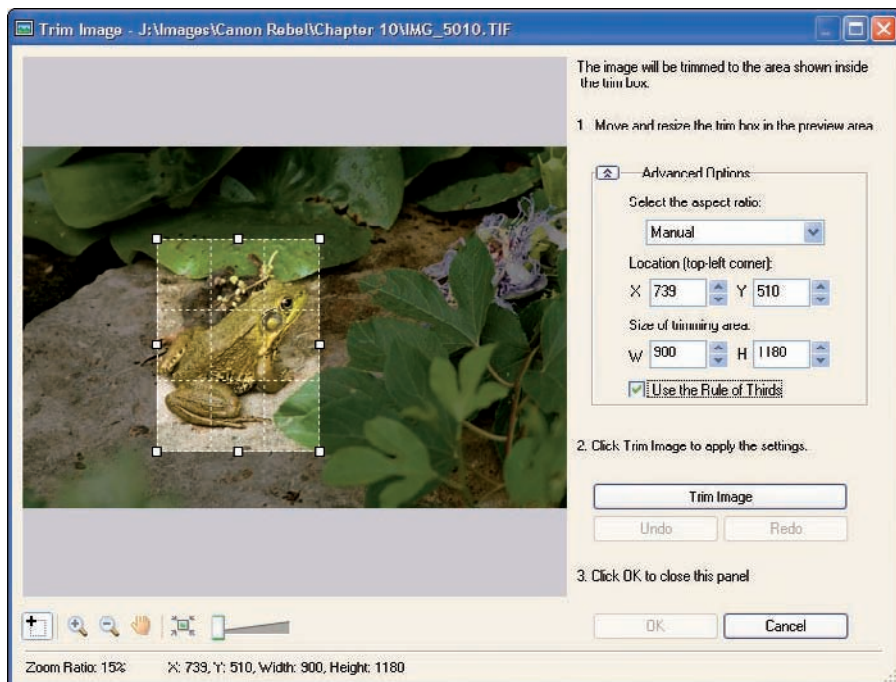 Trim Image - J:\Images\Canon Rebel\Chapter 10\IMG_5010.TIF
The image will be trimmed to the area shown inside
the trim box.
1. Move and resize the trim box in the preview area
Advanced Options
Select the aspect ratio:
Manual
Location (top-left corner):
X 739 Y 510
Size of trimming area:
W 900 H 1180
Use the Rule of Thirds
2. Click Trim Image to apply the settings.
Trim Image
Undo Redo
3. Click OK to close this panel
OK Cancel
Zoom Ratio: 15% X: 739, Y: 510, Width: 900, Height: 1180